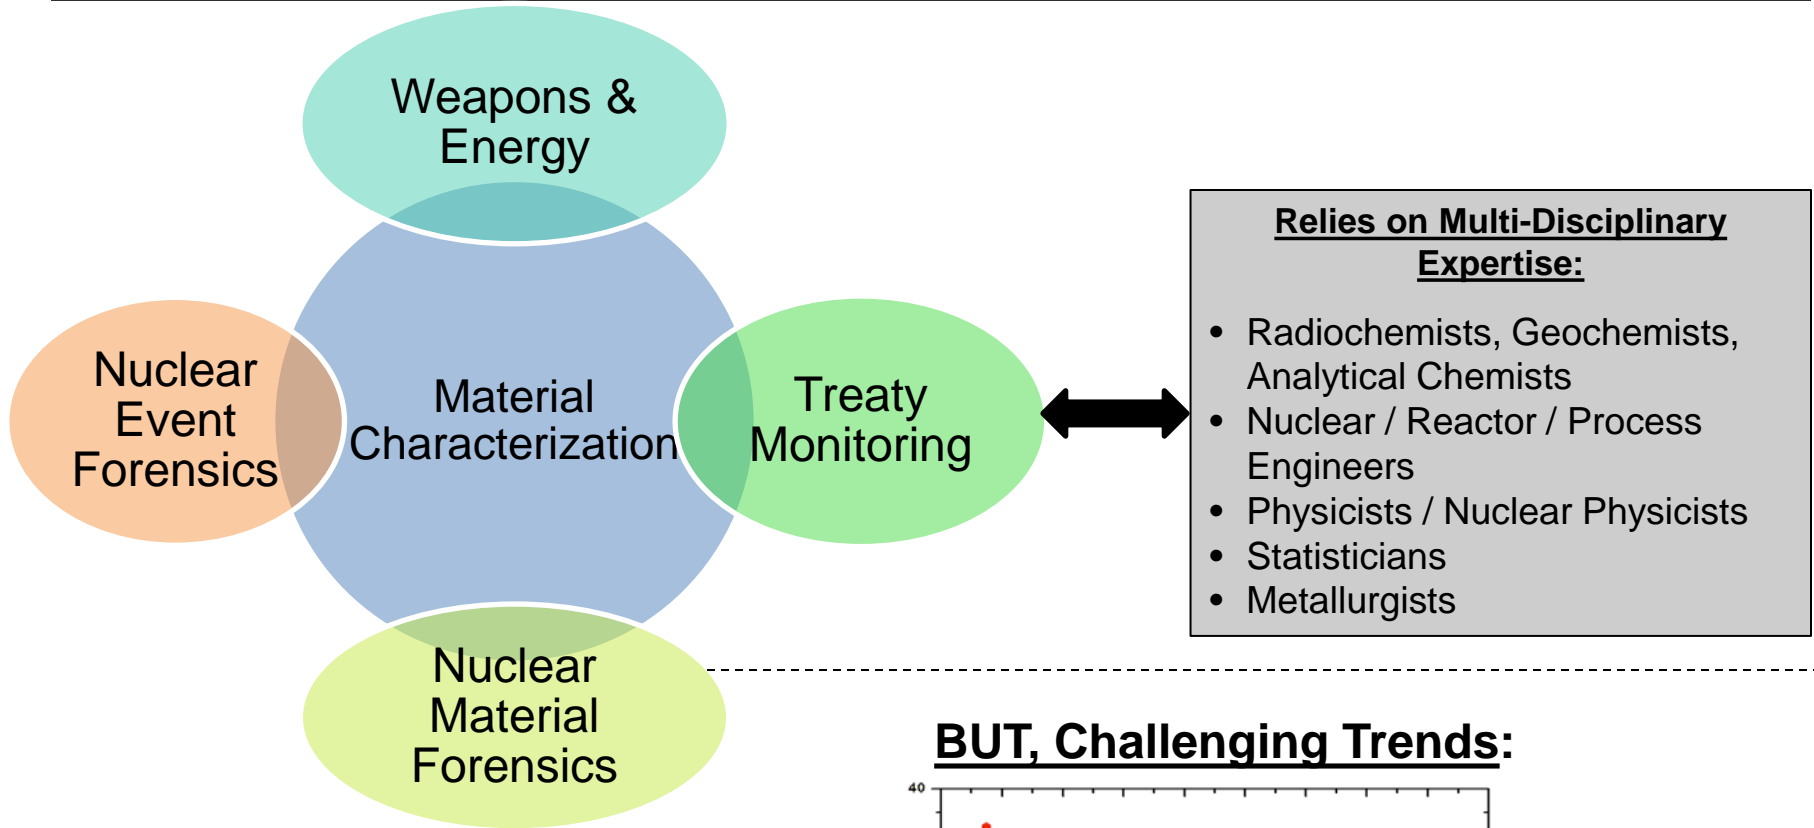 Weapons &
Energy
Nuclear
Event
Forensics
Material
Characterization
Treaty
Monitoring
Nuclear
Material
Forensics
Relies on Multi-Disciplinary
Expertise:
• Radiochemists, Geochemists,
Analytical Chemists
• Nuclear / Reactor / Process
Engineers
• Physicists / Nuclear Physicists
• Statisticians
• Metallurgists
BUT, Challenging Trends:
40